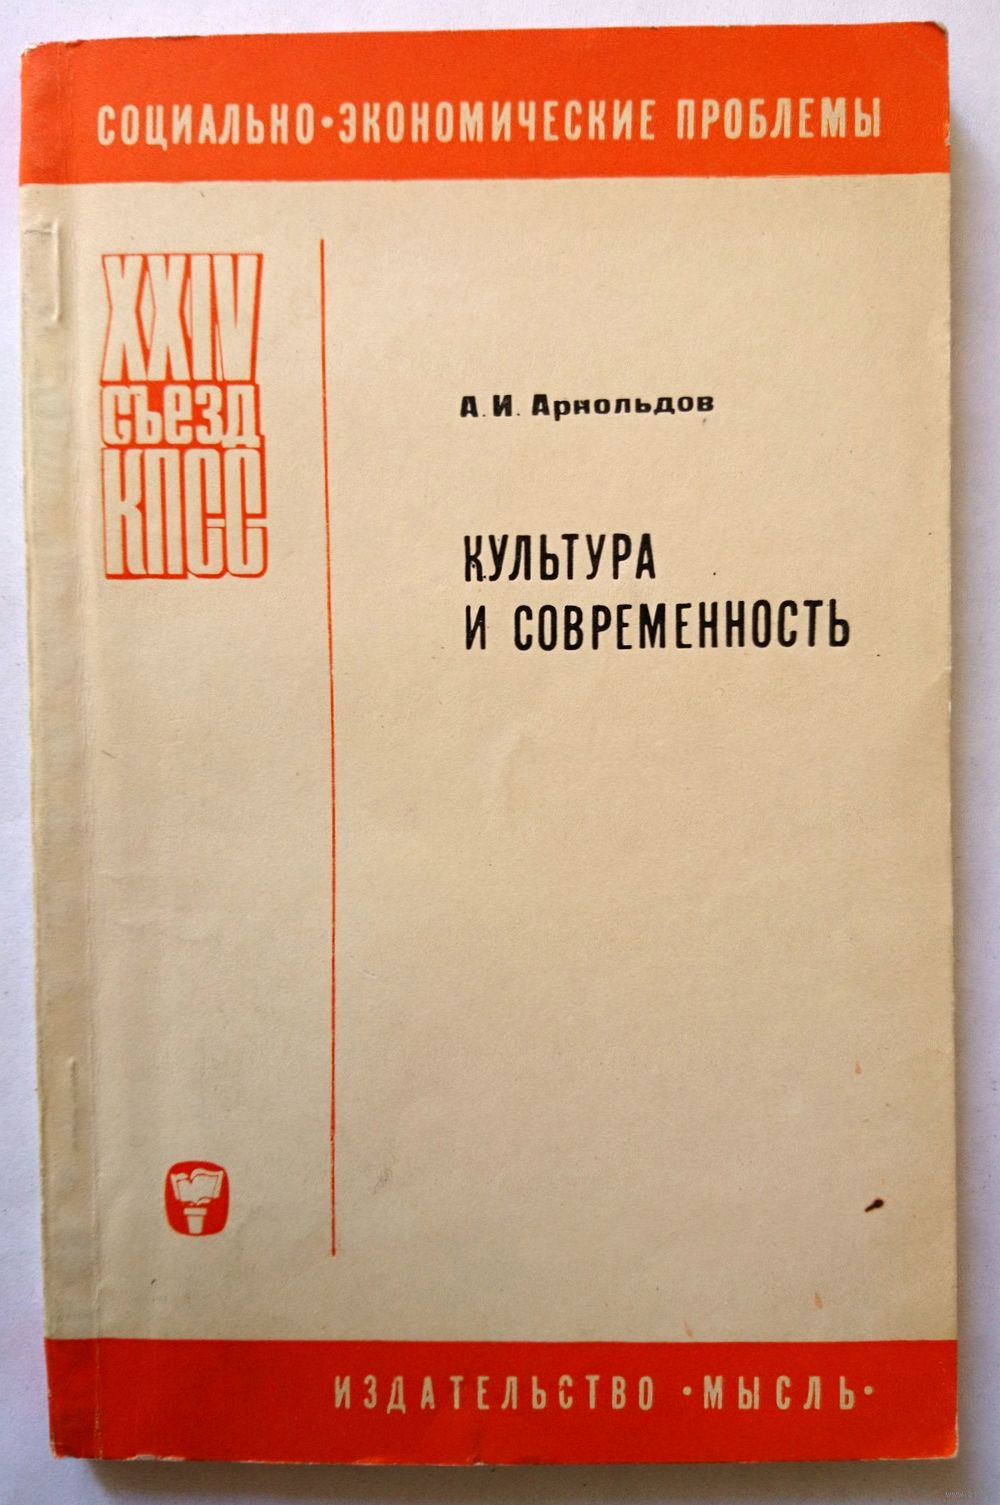 СОЦИАЛЬНО·ЭКОНОМИЧЕСКИЕ ПРОБЛЕМЫ
XXIV
съезд
КПСС
А. И. Арнольдов
КУЛЬТУРА
И СОВРЕМЕННОСТЬ
ИЗДАТЕЛЬСТВО «МЫСЛЬ»